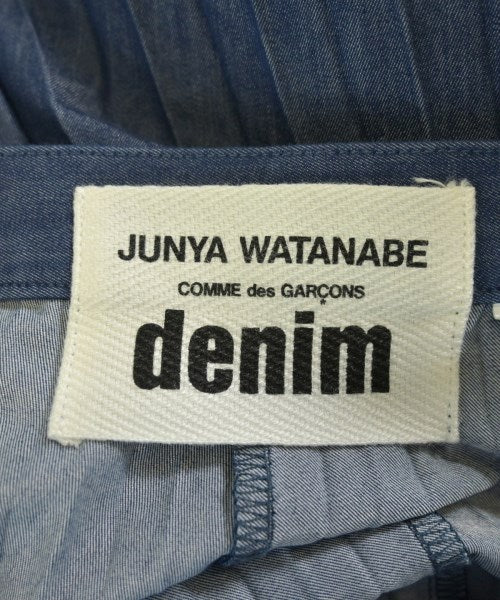 JUNYA WATANABE
COMME des GARÇONS
denim